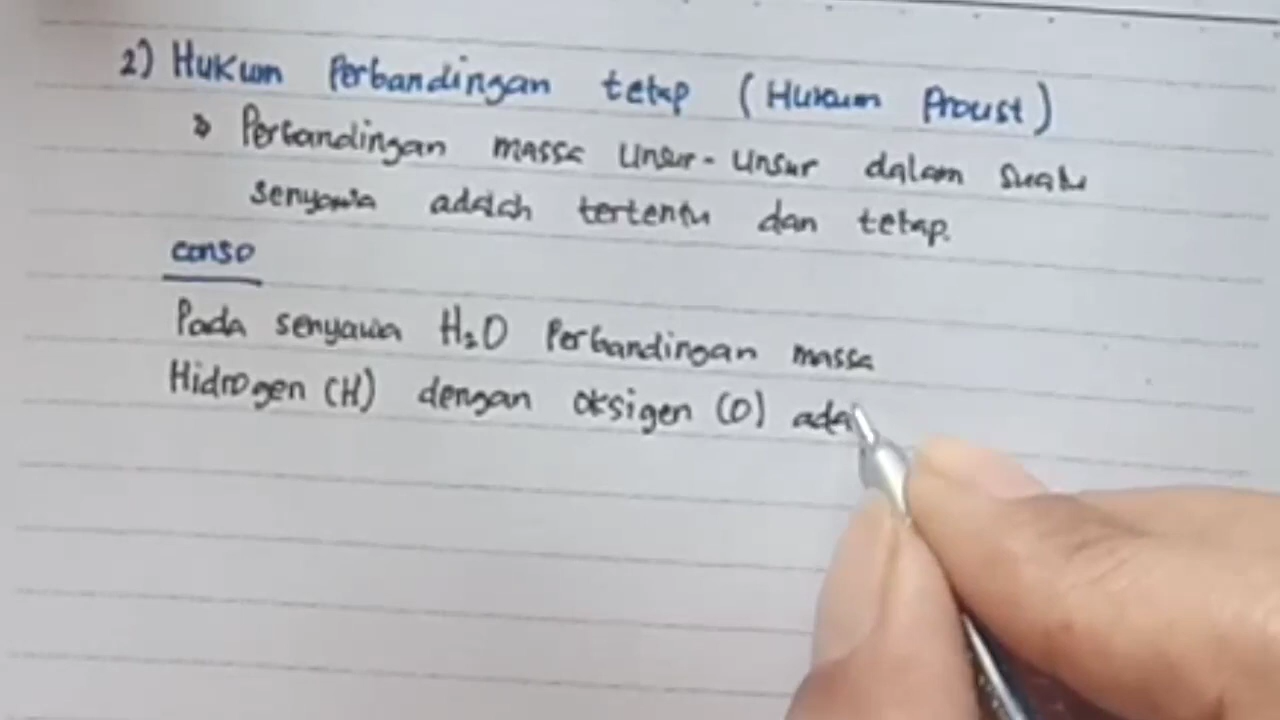 2) Hukum Perbandingan tetap (Hukum Proust)
Perbandingan massa Unsur-Unsur dalam suatu
senyawa adalah tertentu dan tetap.
conso
Pada senyawa H₂O Perbandingan massa
Hidrogen (H) dengan oksigen (O) ada